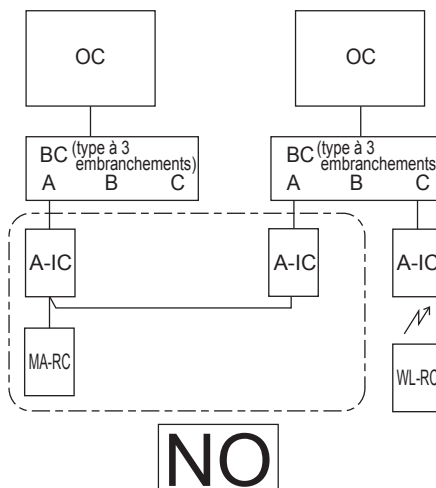 OC
OC
BC (type à 3 embranchements)
A B C
BC (type à 3 embranchements
A B C
A-IC
A-IC
A-IC
MA-RC
WL-RC
NO